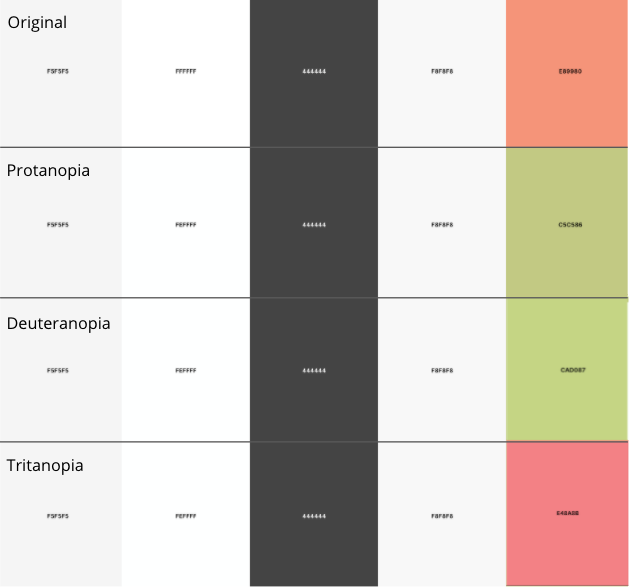 Original
F5F5F5 FFFFFF 444444 F8F8F8 E89980
Protanopia
F5F5F5 FEFFFF 444444 F8F8F8 C5C586
Deuteranopia
F5F5F5 FEFFFF 444444 F8F8F8 CAD087
Tritanopia
F5F5F5 FEFFFF 444444 F8F8F8 E48A8B